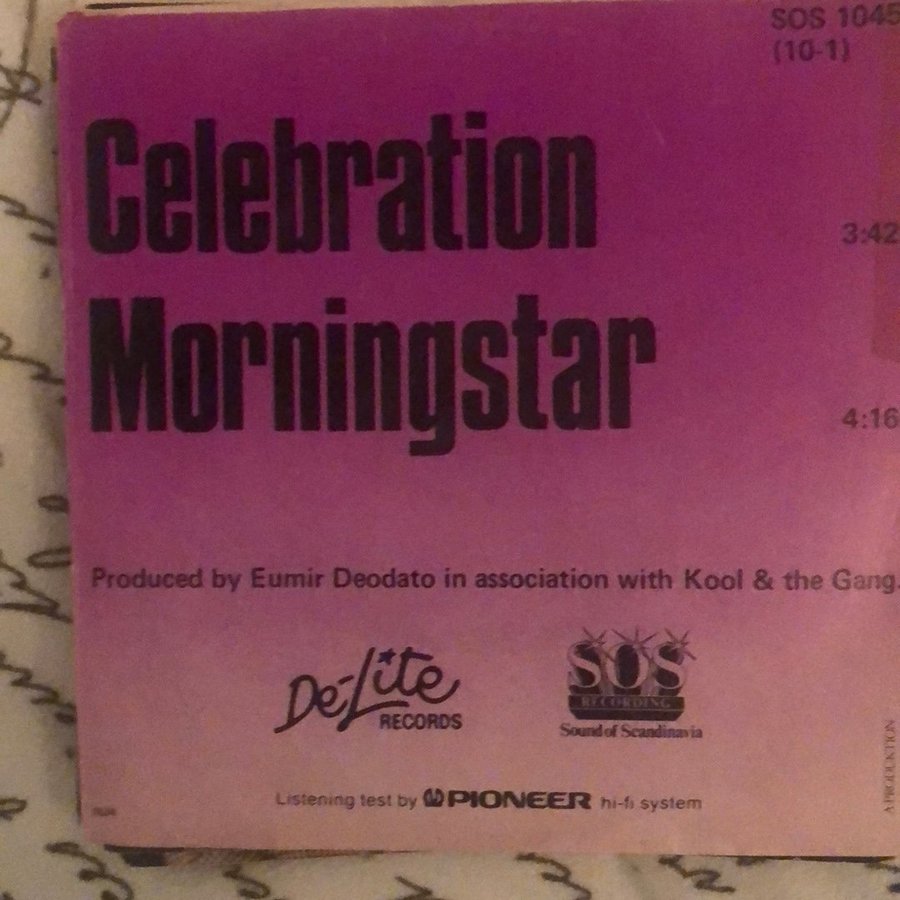 SOS 1045
(10-1)
Celebration
3:42
Morningstar
4:16
Produced by Eumir Deodato in association with Kool & the Gang.
De-Lite
RECORDS
SOS
RECORDING
Sound of Scandinavia
Listening test by PIONEER hi-fi system
A PRODUKTION